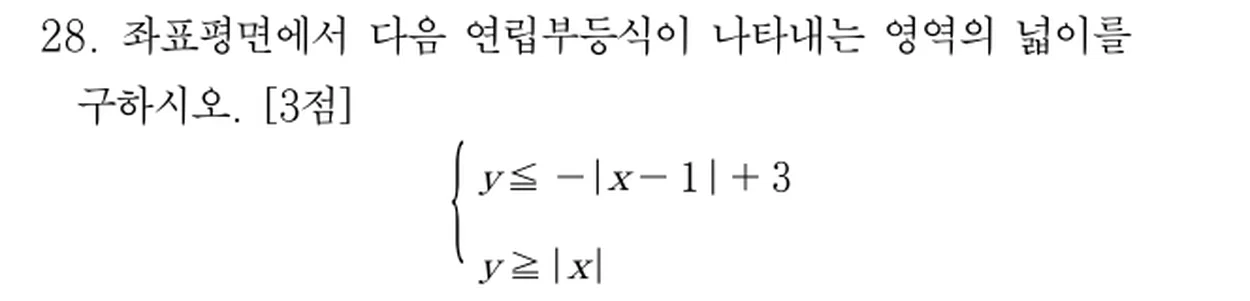 28. 좌표평면에서 다음 연립부등식이 나타내는 영역의 넓이를
구하시오. [3점]
y≦ -|x-1|+3
y≧|x|